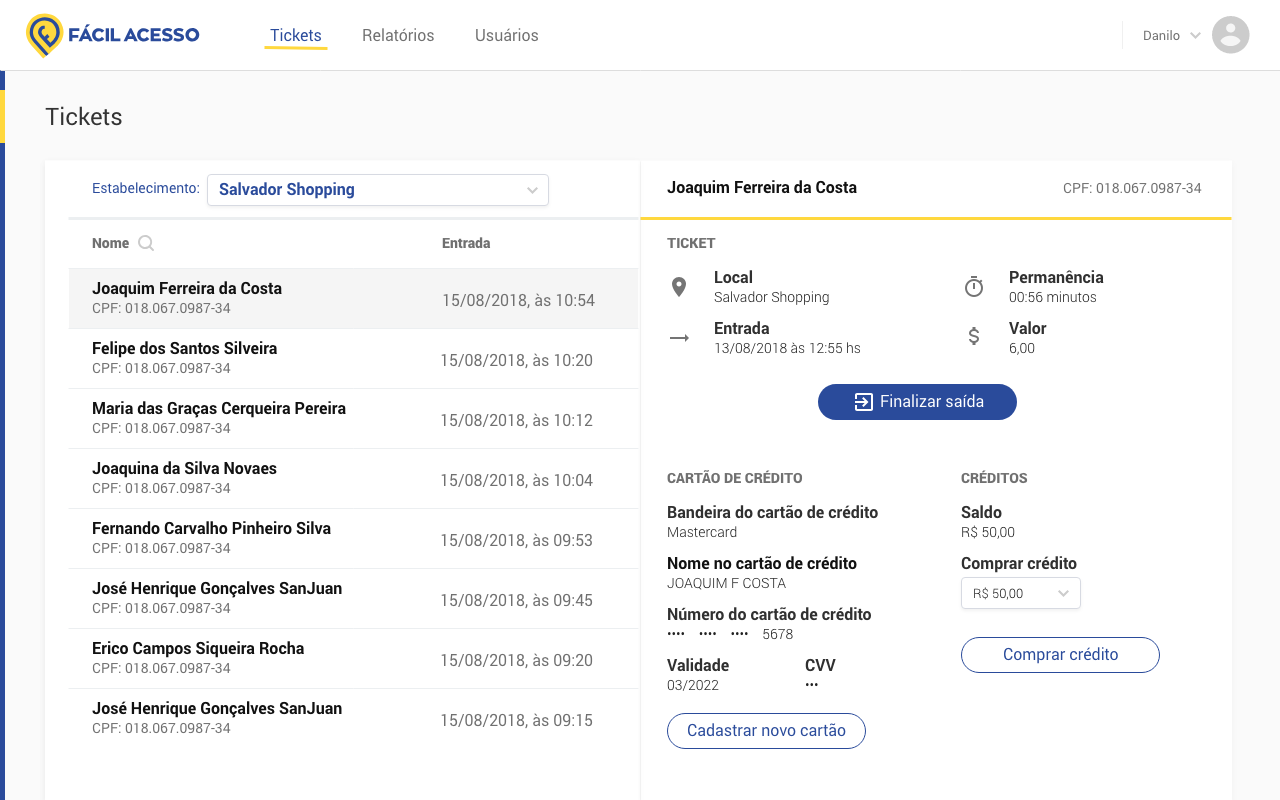 FÁCIL ACESSO
Tickets
Relatórios
Usuários
Danilo
Tickets
Estabelecimento: Salvador Shopping
Nome
Entrada
Joaquim Ferreira da Costa
CPF: 018.067.0987-34
15/08/2018, às 10:54
Felipe dos Santos Silveira
CPF: 018.067.0987-34
15/08/2018, às 10:20
Maria das Graças Cerqueira Pereira
CPF: 018.067.0987-34
15/08/2018, às 10:12
Joaquina da Silva Novaes
CPF: 018.067.0987-34
15/08/2018, às 10:04
Fernando Carvalho Pinheiro Silva
CPF: 018.067.0987-34
15/08/2018, às 09:53
José Henrique Gonçalves SanJuan
CPF: 018.067.0987-34
15/08/2018, às 09:45
Erico Campos Siqueira Rocha
CPF: 018.067.0987-34
15/08/2018, às 09:20
José Henrique Gonçalves SanJuan
CPF: 018.067.0987-34
15/08/2018, às 09:15
Joaquim Ferreira da Costa
CPF: 018.067.0987-34
TICKET
Local
Salvador Shopping
Permanência
00:56 minutos
Entrada
13/08/2018 às 12:55 hs
Valor
6,00
Finalizar saída
CARTÃO DE CRÉDITO
Bandeira do cartão de crédito
Mastercard
Nome no cartão de crédito
JOAQUIM F COSTA
Número do cartão de crédito
•••• •••• •••• 5678
Validade
03/2022
CVV
•••
Cadastrar novo cartão
CRÉDITOS
Saldo
R$ 50,00
Comprar crédito
R$ 50,00
Comprar crédito